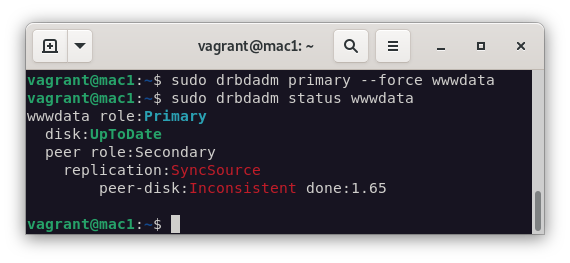 vagrant@mac1: ~
vagrant@mac1:~$ sudo drbdadm primary --force wwwdata
vagrant@mac1:~$ sudo drbdadm status wwwdata
wwwdata role:Primary
  disk:UpToDate
  peer role:Secondary
    replication:SyncSource
        peer-disk:Inconsistent done:1.65

vagrant@mac1:~$